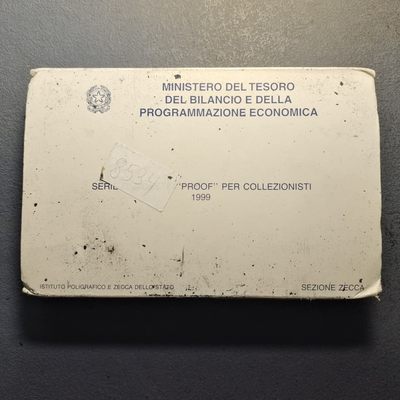 MINISTERO DEL TESORO
DEL BILANCIO E DELLA
PROGRAMMAZIONE ECONOMICA
8534
SERIE "PROOF" PER COLLEZIONISTI
1999
ISTITUTO POLIGRAFICO E ZECCA DELLO STATO
SEZIONE ZECCA